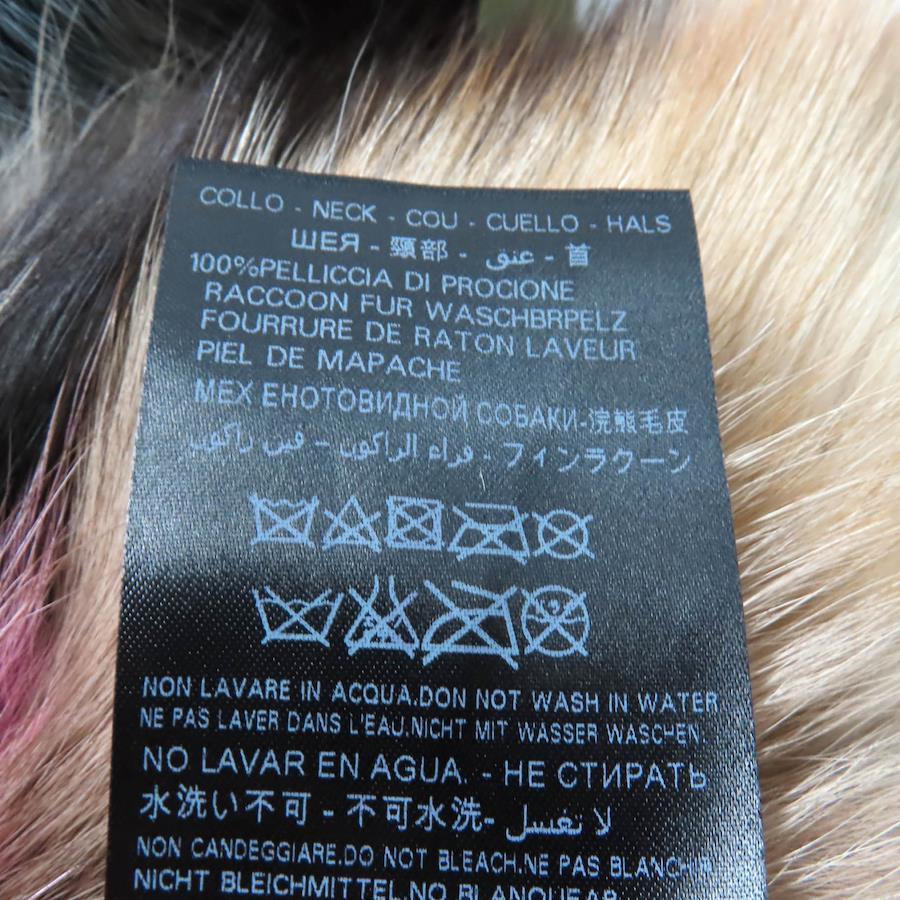 COLLO - NECK - COU - CUELLO - HALS
ШЕЯ - 頸部 - عنق - 首
100%PELLICCIA DI PROCIONE
RACCOON FUR WASCHBRPELZ
FOURRURE DE RATON LAVEUR
PIEL DE MAPACHE
МЕХ ЕНОТОВИДНОЙ СОБАКИ-浣熊毛皮
فراء الراكون - فين راكون - フィンラクーン
NON LAVARE IN ACQUA.DON NOT WASH IN WATER
NE PAS LAVER DANS L'EAU.NICHT MIT WASSER WASCHEN.
NO LAVAR EN AGUA. - НЕ СТИРАТЬ
水洗い不可 - 不可水洗- لا تغسل
NON CANDEGGIARE.DO NOT BLEACH.NE PAS BLANCHIR
NICHT BLEICHMITTEL.NO BLANQUEAR